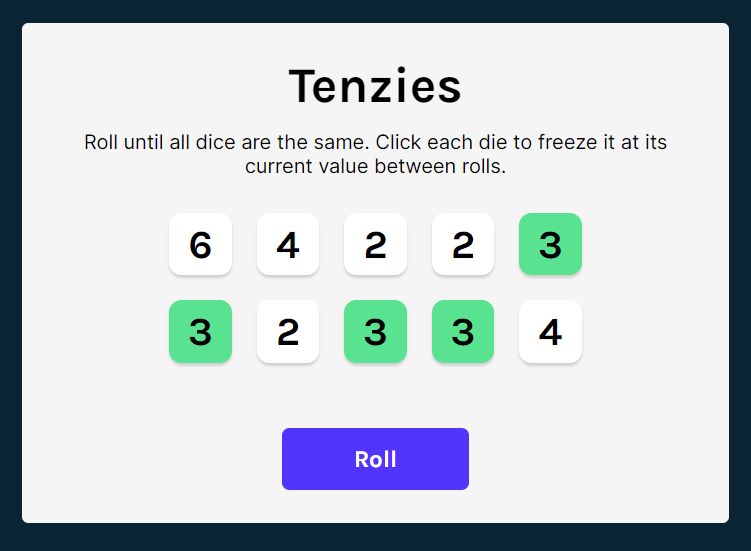 Tenzies
Roll until all dice are the same. Click each die to freeze it at its
current value between rolls.
6 4 2 2 3
3 2 3 3 4
Roll